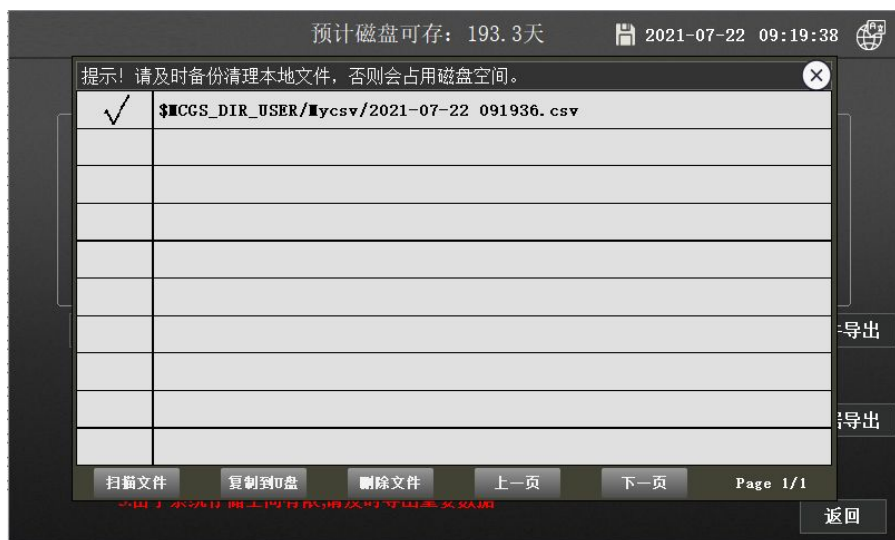 预计磁盘可存: 193.3天
2021-07-22 09:19:38
提示! 请及时备份清理本地文件, 否则会占用磁盘空间。
$MCGS_DIR_USER/Mycsv/2021-07-22 091936.csv
导出
导出
扫描文件 复制到U盘 删除文件 上一页 下一页 Page 1/1
返回